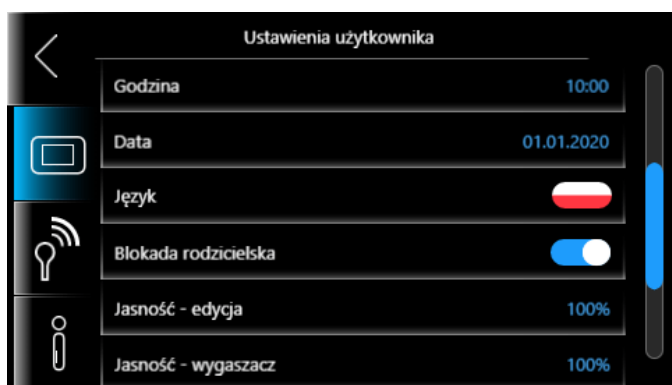 Ustawienia użytkownika
Godzina 10:00
Data 01.01.2020
Język
Blokada rodzicielska
Jasność - edycja 100%
Jasność - wygaszacz 100%